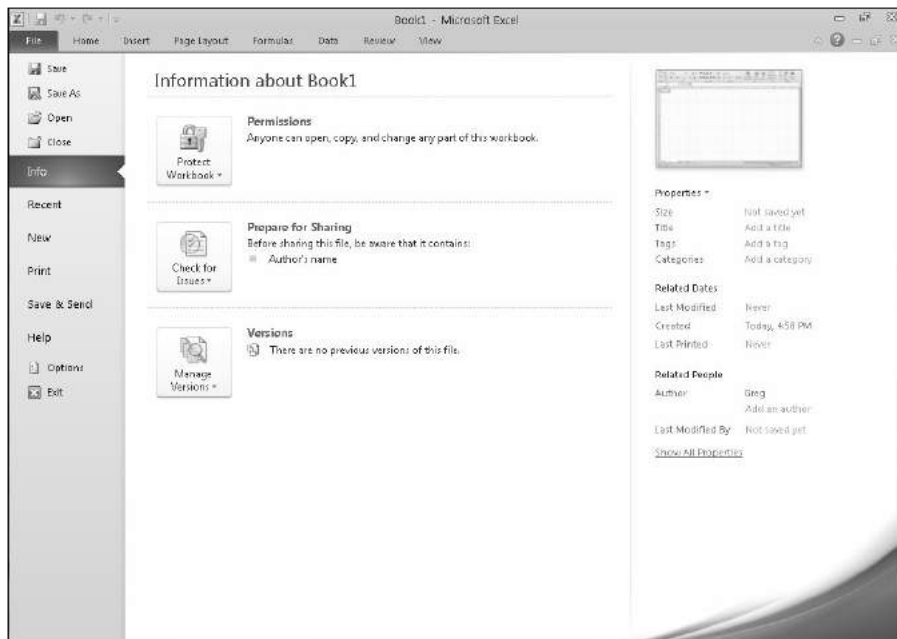 Book1 - Microsoft Excel
File Home Insert Page Layout Formulas Data Review View
Save
Save As
Open
Close
Info
Recent
New
Print
Save & Send
Help
Options
Exit
Information about Book1
Protect
Workbook
Permissions
Anyone can open, copy, and change any part of this workbook.
Check for
Issues
Prepare for Sharing
Before sharing this file, be aware that it contains:
Author's name
Manage
Versions
Versions
There are no previous versions of this file.
Properties
Size Not saved yet
Title Add a title
Tags Add a tag
Categories Add a category
Related Dates
Last Modified Never
Created Today, 4:58 PM
Last Printed Never
Related People
Author Greg
Add an author
Last Modified By Not saved yet
Show All Properties